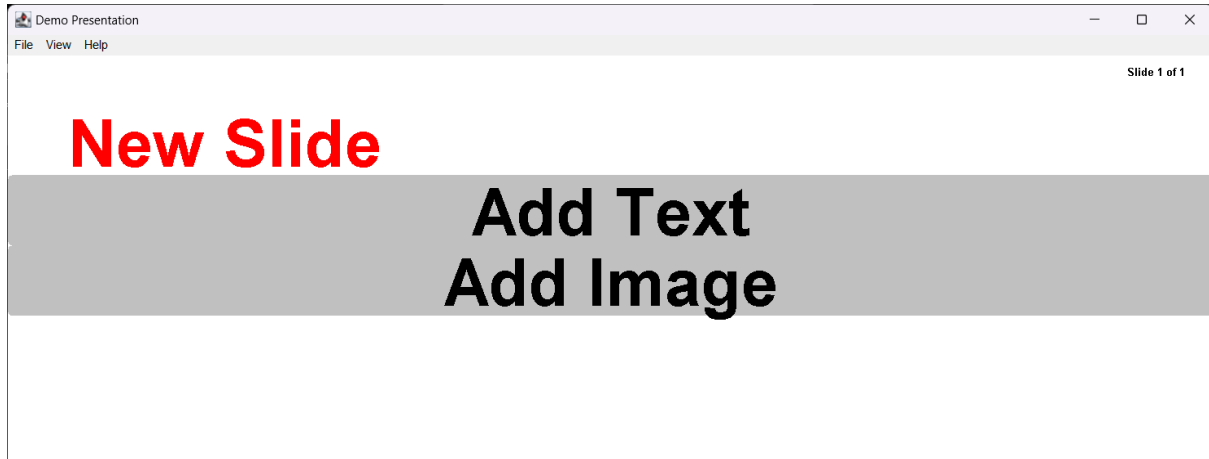 Demo Presentation
File View Help
Slide 1 of 1
New Slide
Add Text
Add Image